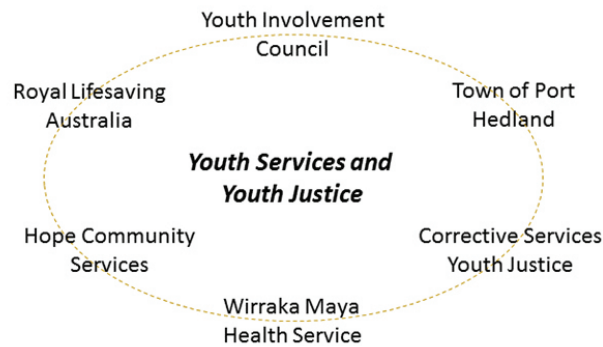 Youth Involvement
Council
Royal Lifesaving
Australia
Town of Port
Hedland
Youth Services and
Youth Justice
Hope Community
Services
Corrective Services
Youth Justice
Wirraka Maya
Health Service